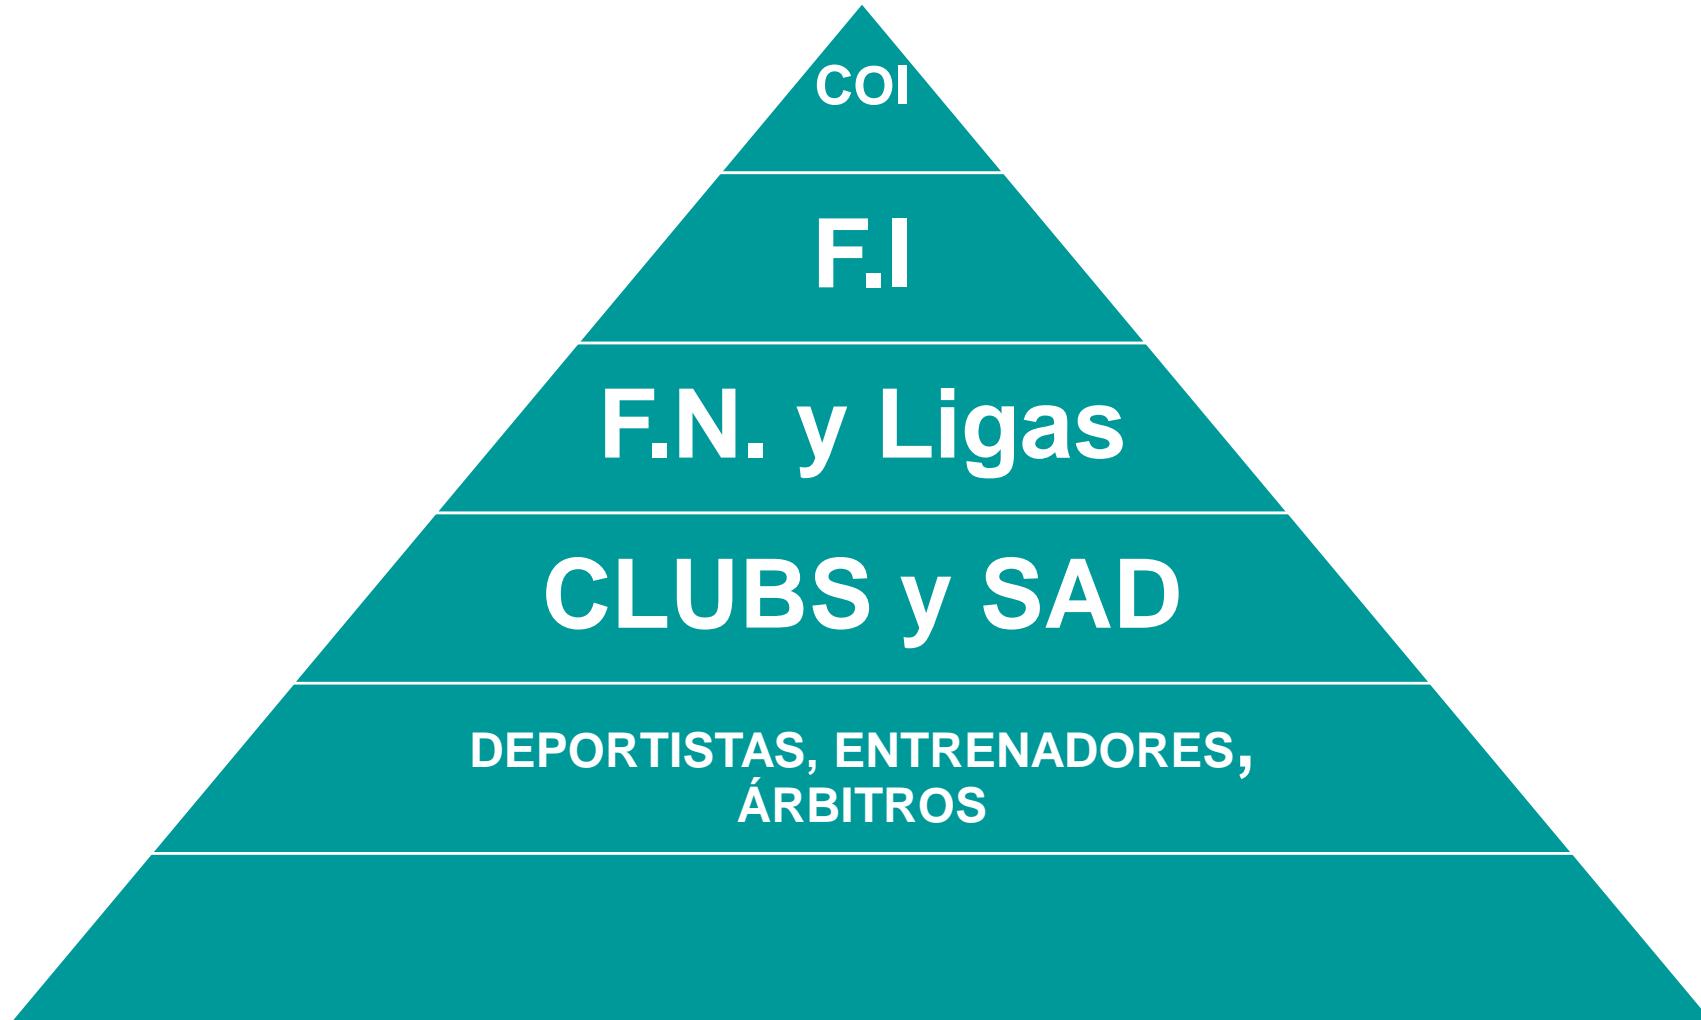 COI
F.I
F.N. y Ligas
CLUBS y SAD
DEPORTISTAS, ENTRENADORES,
ÁRBITROS